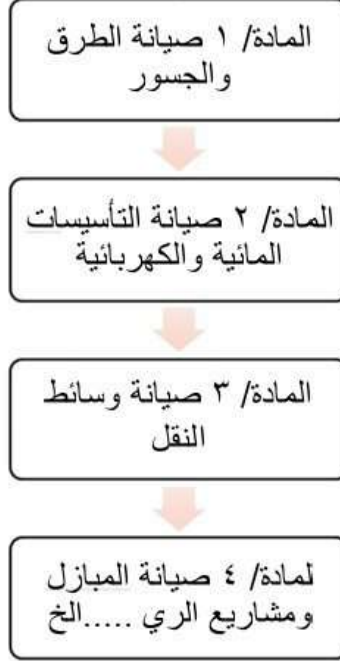 المادة/ ١ صيانة الطرق
والجسور
المادة/ ٢ صيانة التأسيسات
المائية والكهربائية
المادة/ ٣ صيانة وسائط
النقل
لمادة/ ٤ صيانة المبازل
ومشاريع الري .....الخ